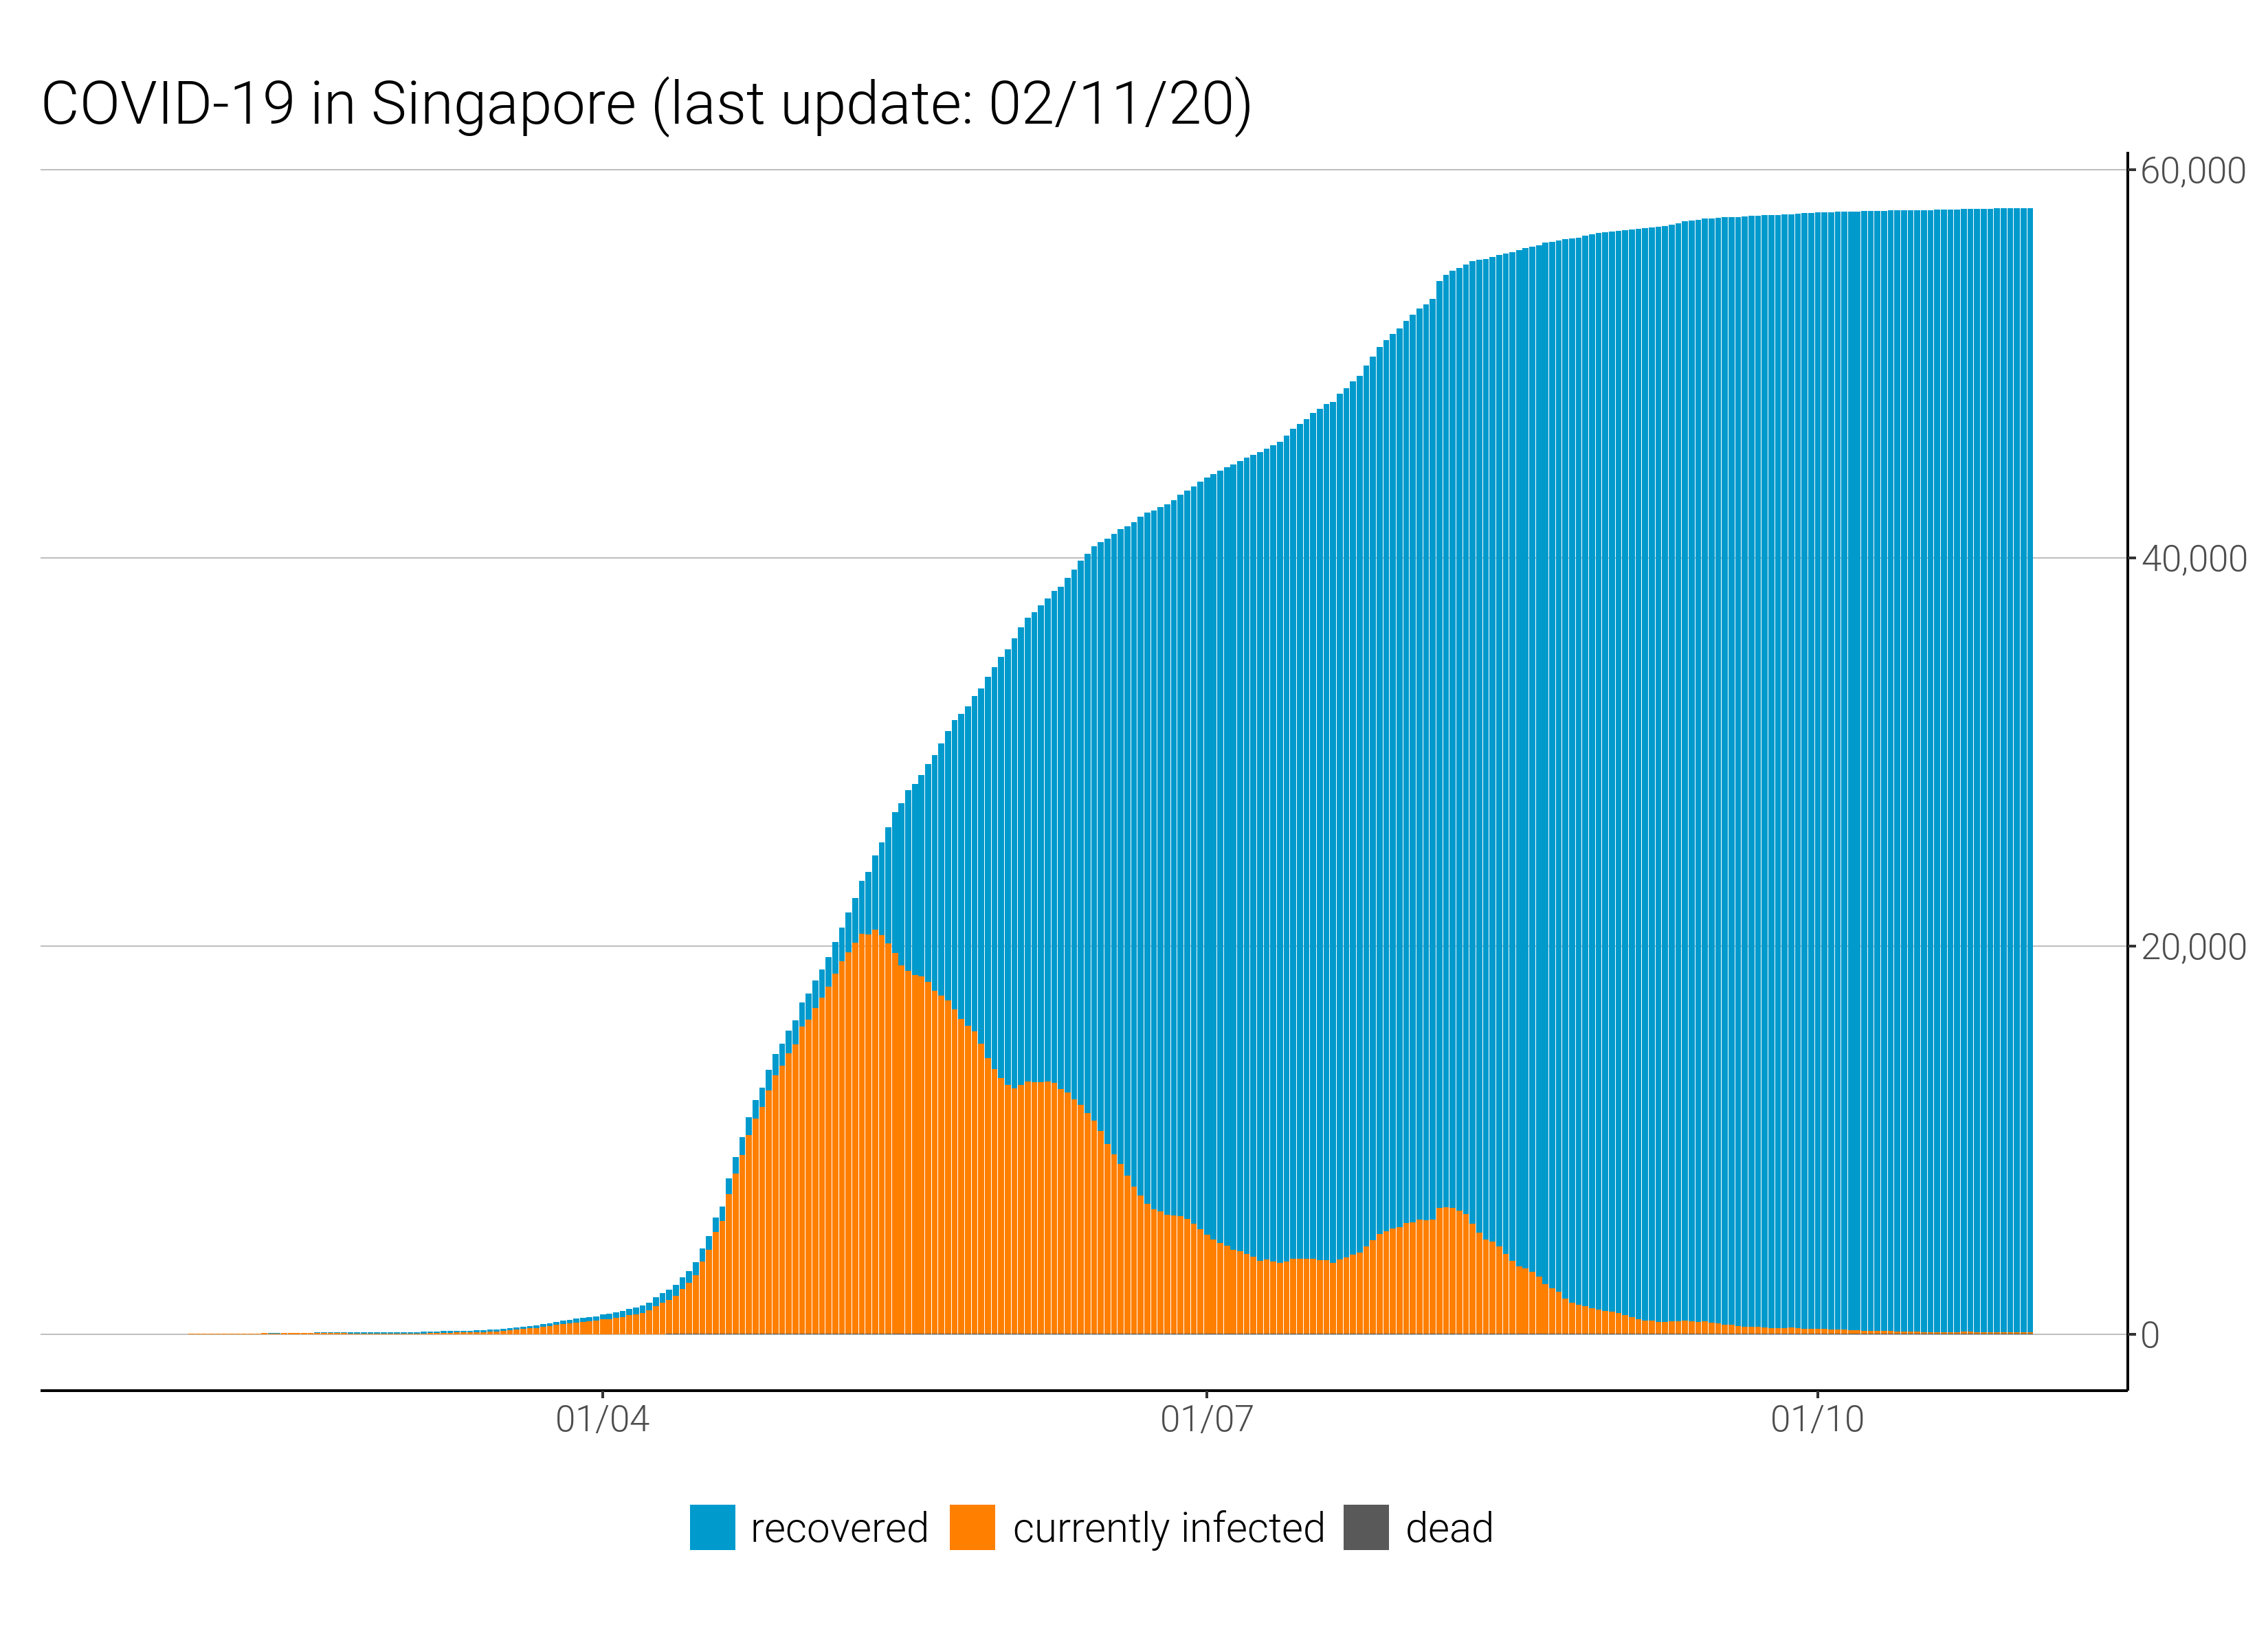 COVID-19 in Singapore (last update: 02/11/20)
60,000
40,000
20,000
0
01/04 01/07 01/10
recovered currently infected dead